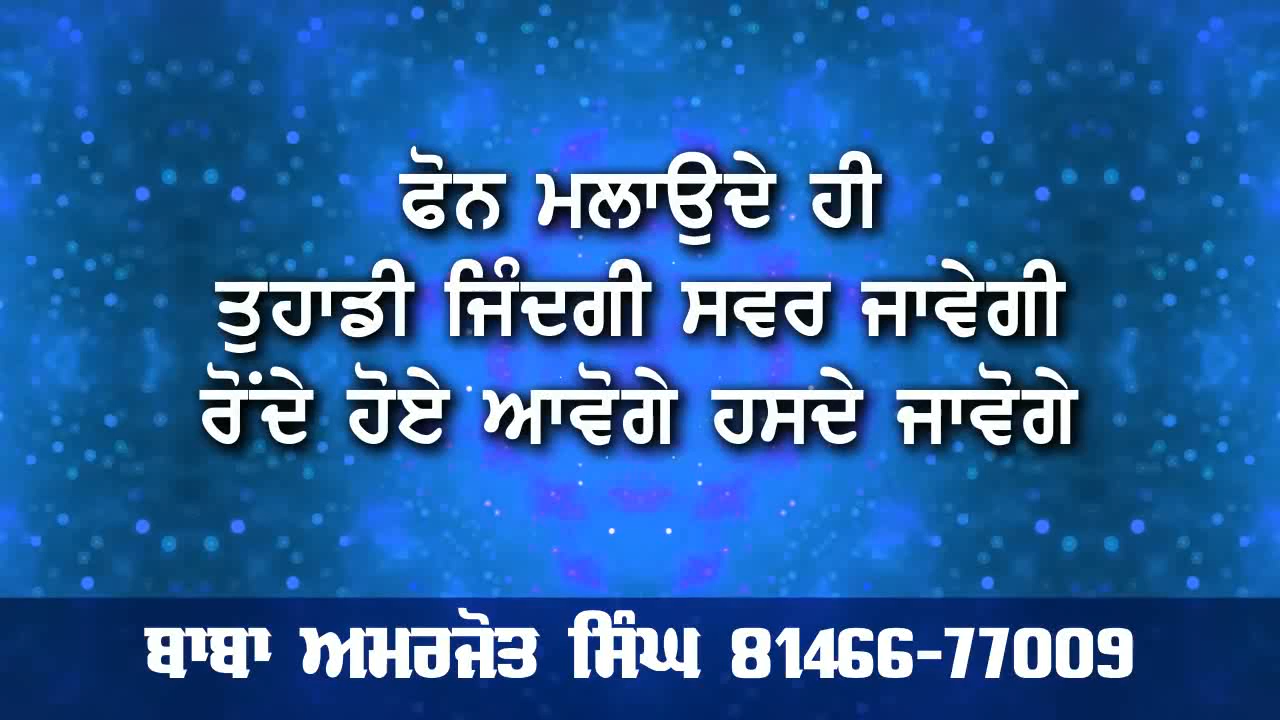 ਫੋਨ ਮਲਾਉਦੇ ਹੀ
ਤੁਹਾਡੀ ਜਿੰਦਗੀ ਸਵਰ ਜਾਵੇਗੀ
ਰੋਂਦੇ ਹੋਏ ਆਵੋਗੇ ਹਸਦੇ ਜਾਵੋਗੇ
ਬਾਬਾ ਅਮਰਜੋਤ ਸਿੰਘ 81466-77009